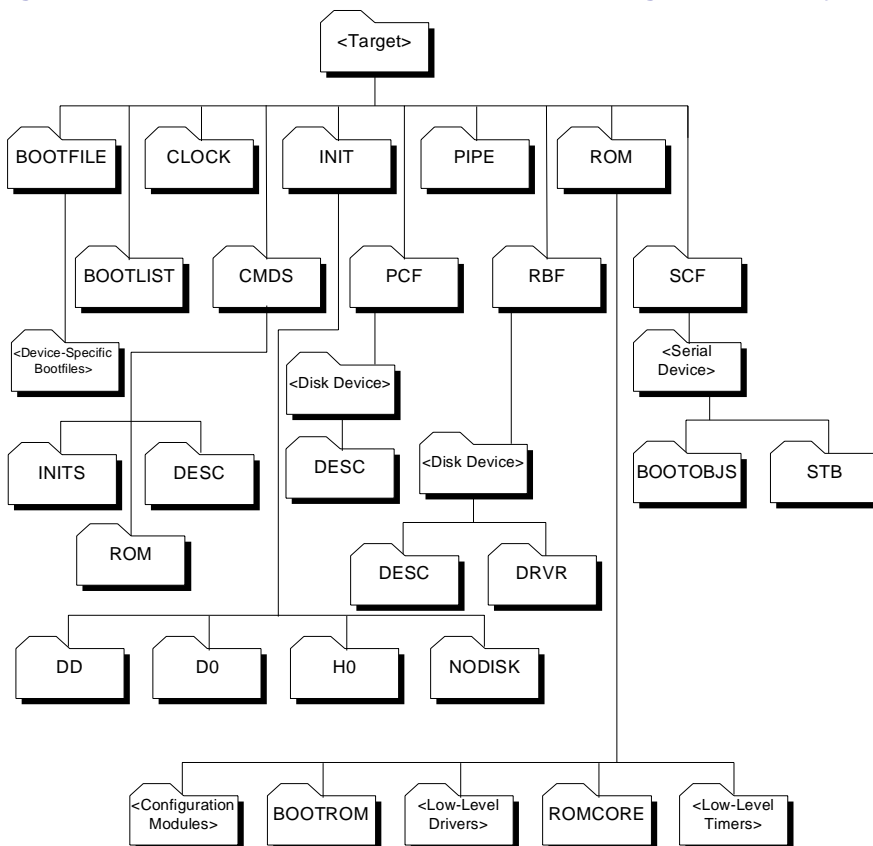 <Target>
BOOTFILE
CLOCK
INIT
PIPE
ROM
BOOTLIST
CMDS
PCF
RBF
SCF
<Device-Specific
Bootfiles>
<Disk Device>
<Serial
Device>
INITS
DESC
DESC
<Disk Device>
BOOTOBJS
STB
ROM
DESC
DRVR
DD
D0
H0
NODISK
<Configuration
Modules>
BOOTROM
<Low-Level
Drivers>
ROMCORE
<Low-Level
Timers>